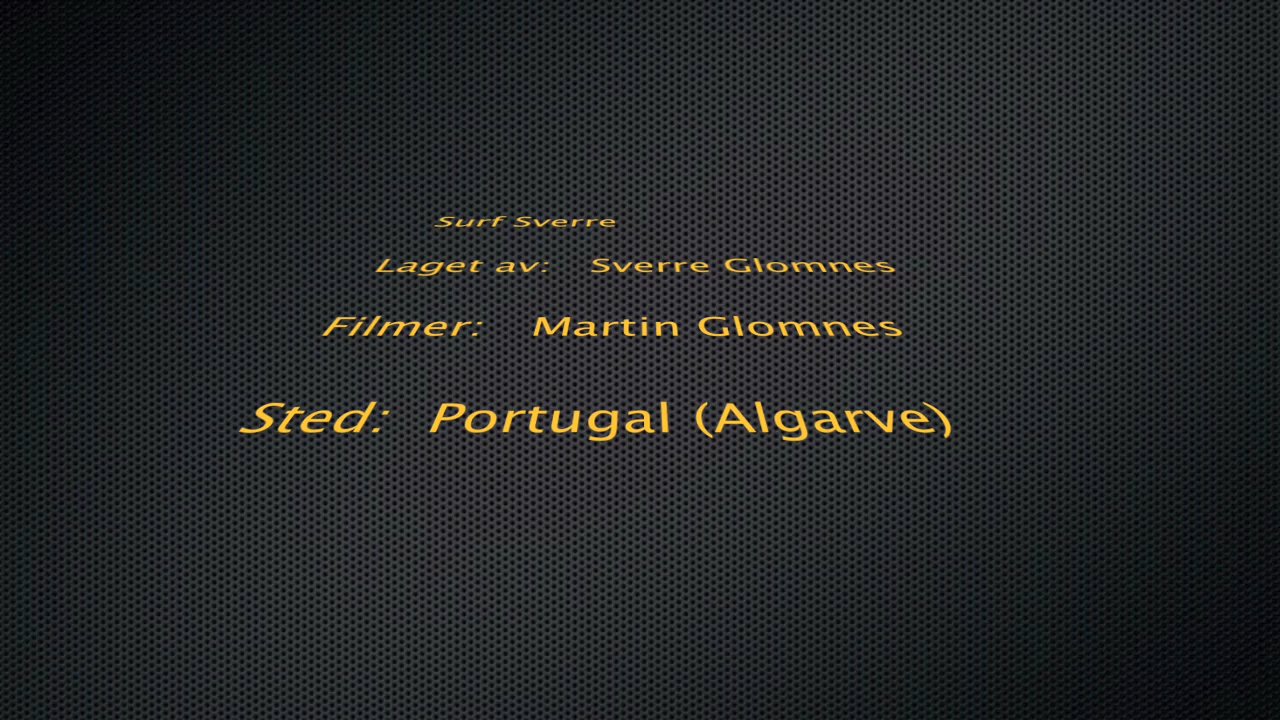 Surf Sverre
Laget av: Sverre Glomnes
Filmer: Martin Glomnes
Sted: Portugal (Algarve)